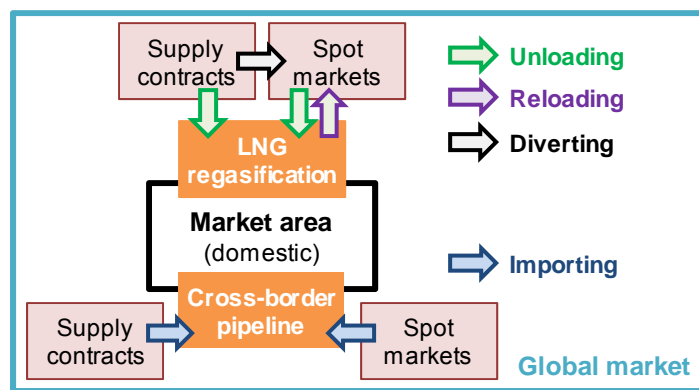 Supply
contracts
Spot
markets
Unloading
Reloading
Diverting
LNG
regasification
Market area
(domestic)
Importing
Cross-border
pipeline
Supply
contracts
Spot
markets
Global market